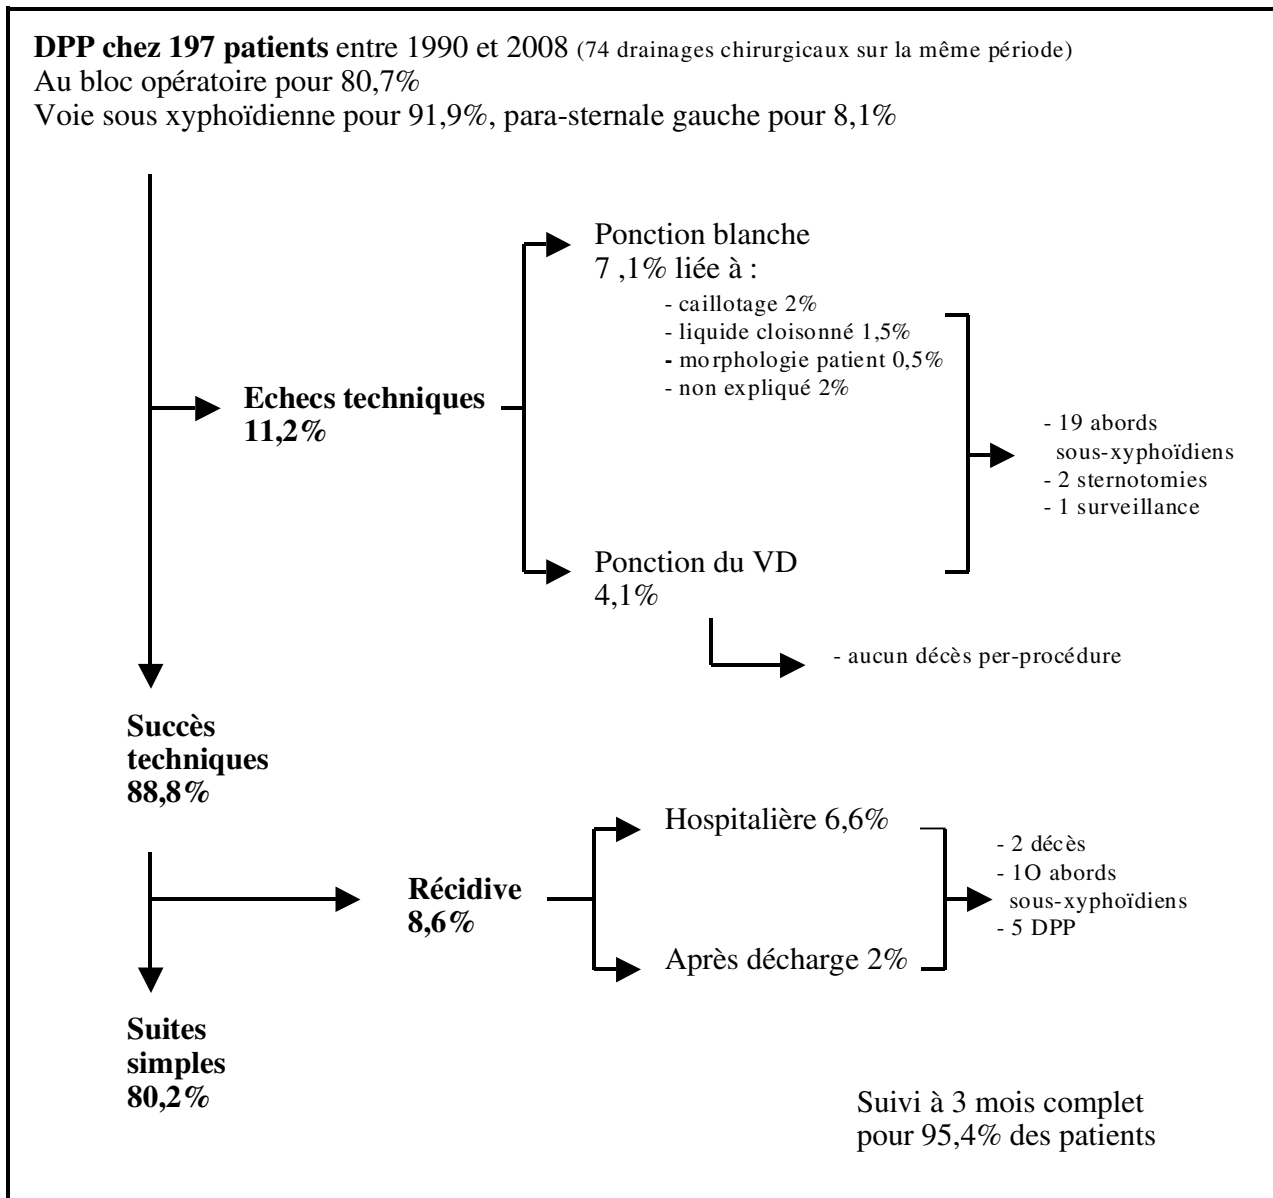 DPP chez 197 patients entre 1990 et 2008 (74 drainages chirurgicaux sur la même période)
Au bloc opératoire pour 80,7%
Voie sous xyphoïdienne pour 91,9%, para-sternale gauche pour 8,1%
Ponction blanche
7 ,1% liée à :
- caillotage 2%
- liquide cloisonné 1,5%
- morphologie patient 0,5%
- non expliqué 2%
Echecs techniques
11,2%
- 19 abords
sous-xyphoïdiens
- 2 sternotomies
- 1 surveillance
Ponction du VD
4,1%
- aucun décès per-procédure
Succès
techniques
88,8%
Hospitalière 6,6%
Récidive
8,6%
- 2 décès
- 1O abords
sous-xyphoïdiens
- 5 DPP
Après décharge 2%
Suites
simples
80,2%
Suivi à 3 mois complet
pour 95,4% des patients